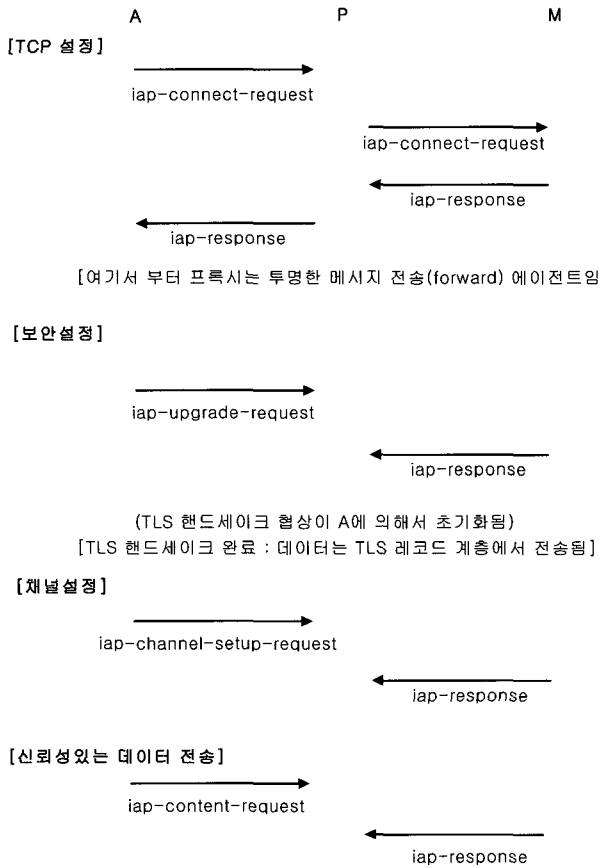 A P M
[TCP 설정]
iap-connect-request
iap-connect-request
iap-response
iap-response
[여기서 부터 프록시는 투명한 메시지 전송(forward) 에이전트임
[보안설정]
iap-upgrade-request
iap-response
(TLS 핸드세이크 협상이 A에 의해서 초기화됨)
[TLS 핸드세이크 완료 : 데이터는 TLS 레코드 계층에서 전송됨]
[채널설정]
iap-channel-setup-request
iap-response
[신뢰성있는 데이터 전송]
iap-content-request
iap-response